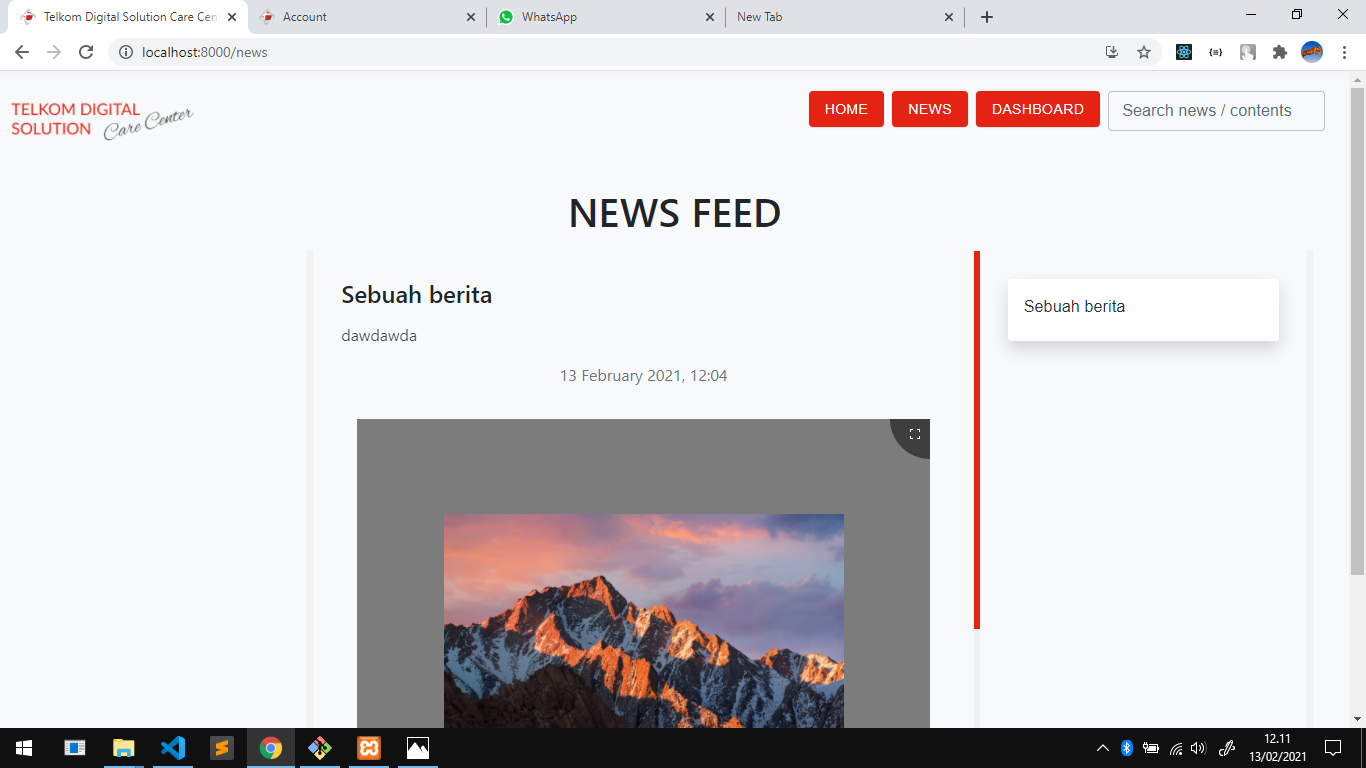 Telkom Digital Solution Care Cen
Account
WhatsApp
New Tab
localhost:8000/news
TELKOM DIGITAL
SOLUTION Care Center
HOME
NEWS
DASHBOARD
Search news / contents
NEWS FEED
Sebuah berita
dawdawda
13 February 2021, 12:04
Sebuah berita
12.11
13/02/2021